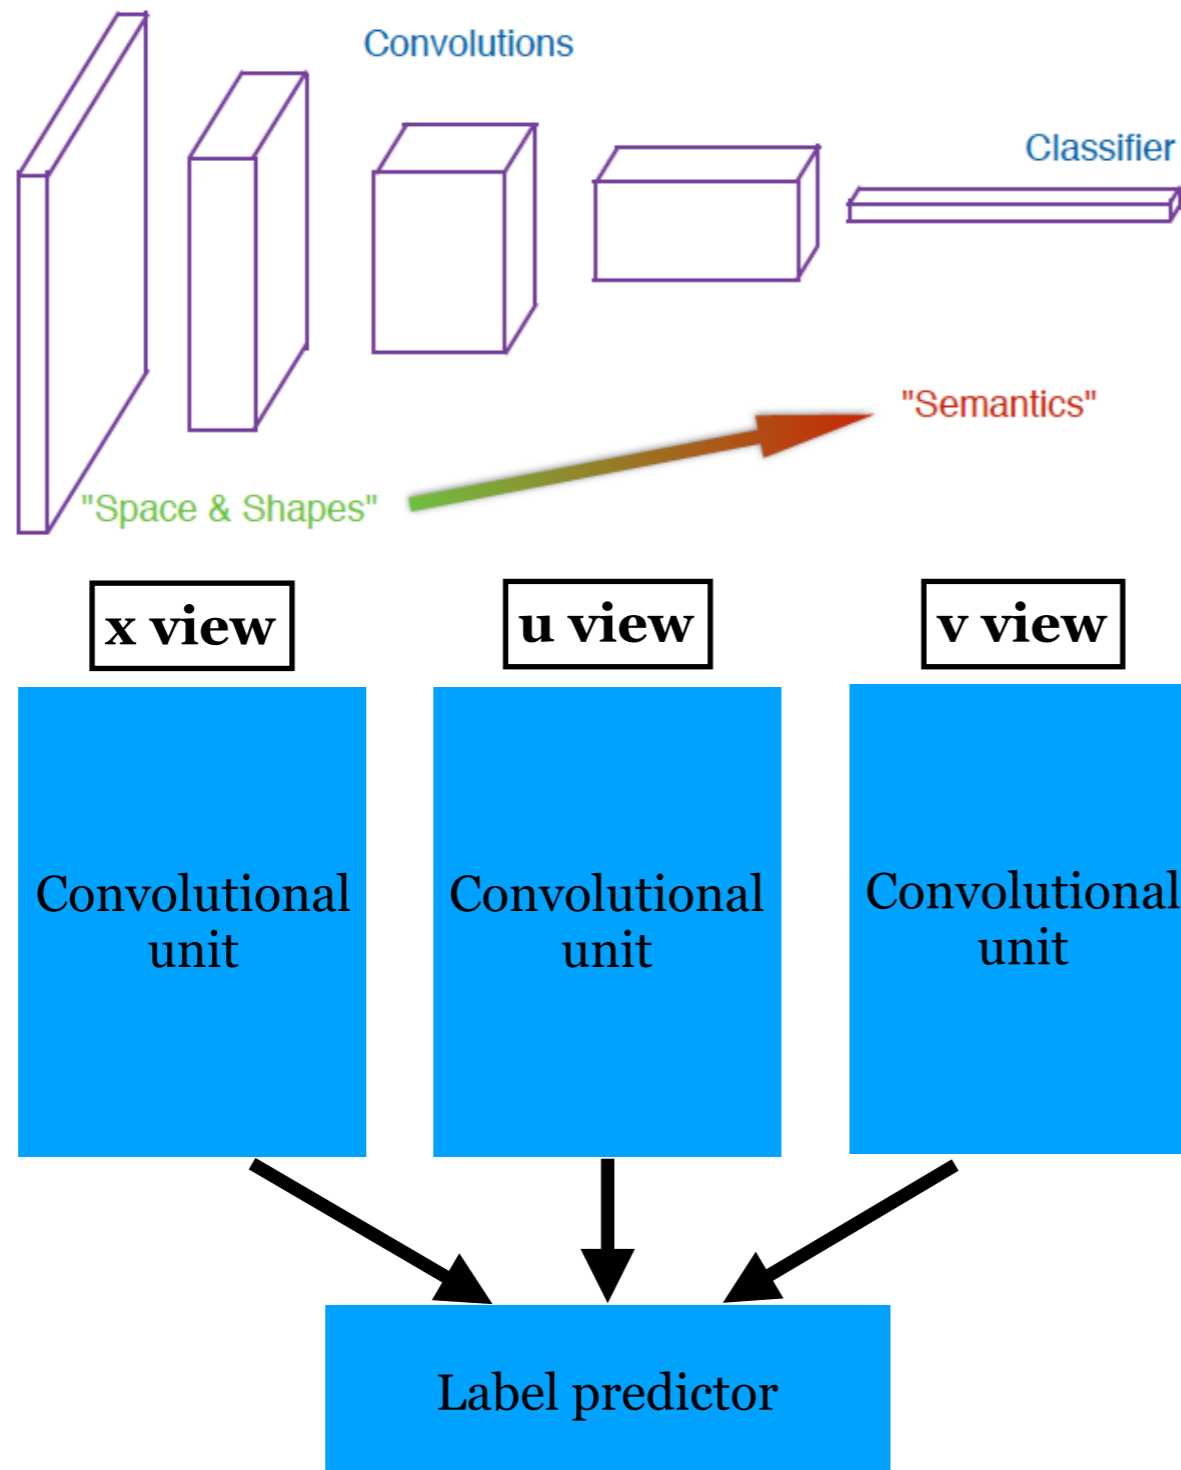 Convolutions
Classifier
"Semantics"
"Space & Shapes"
x view
u view
v view
Convolutional
unit
Convolutional
unit
Convolutional
unit
Label predictor